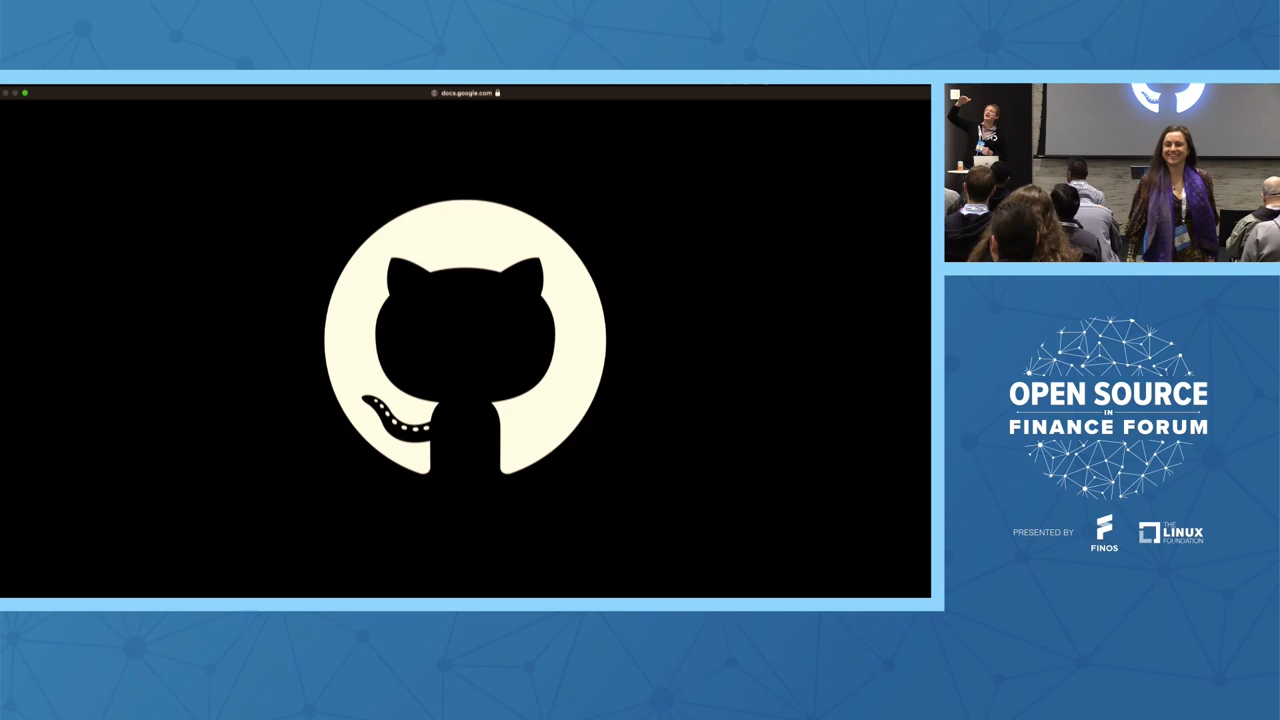 docs.google.com
OPEN SOURCE
IN
FINANCE FORUM
PRESENTED BY
FINOS
THE
LINUX
FOUNDATION